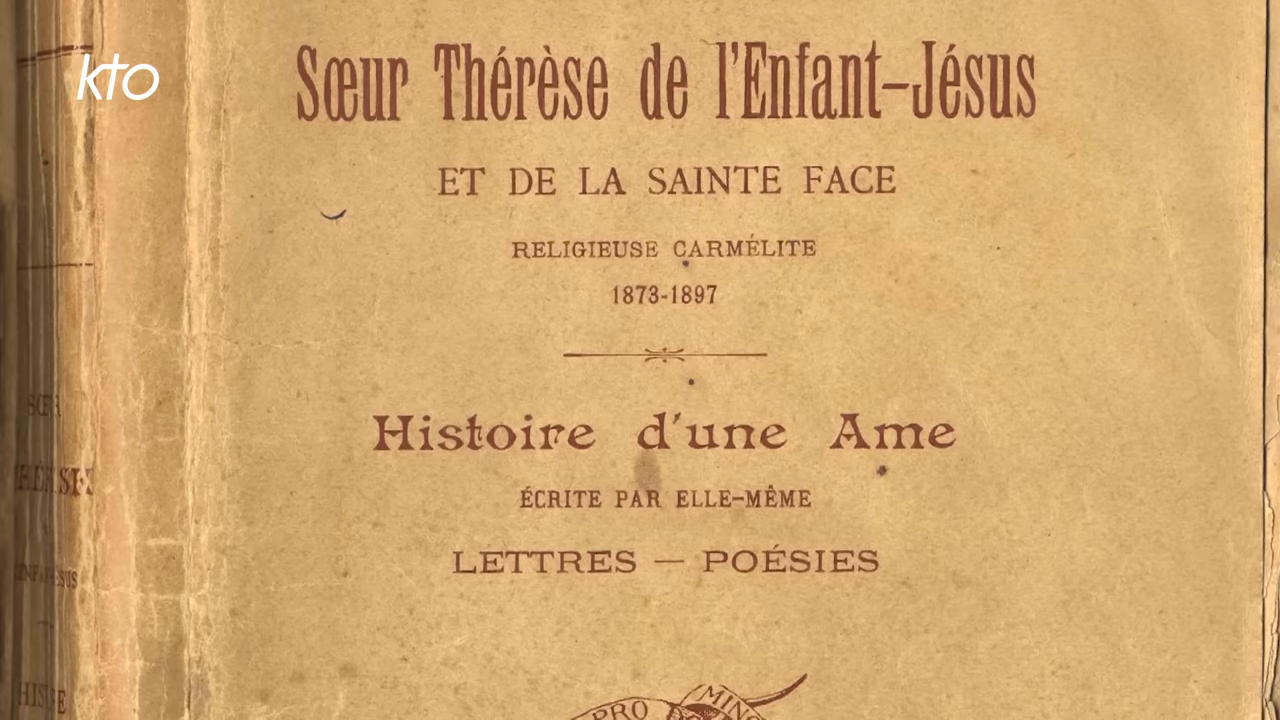 kto
Sœur Thérèse de l'Enfant-Jésus
ET DE LA SAINTE FACE
RELIGIEUSE CARMÉLITE
1873-1897
Histoire d'une Ame
ÉCRITE PAR ELLE-MÊME
LETTRES — POÉSIES
PRO
SŒUR